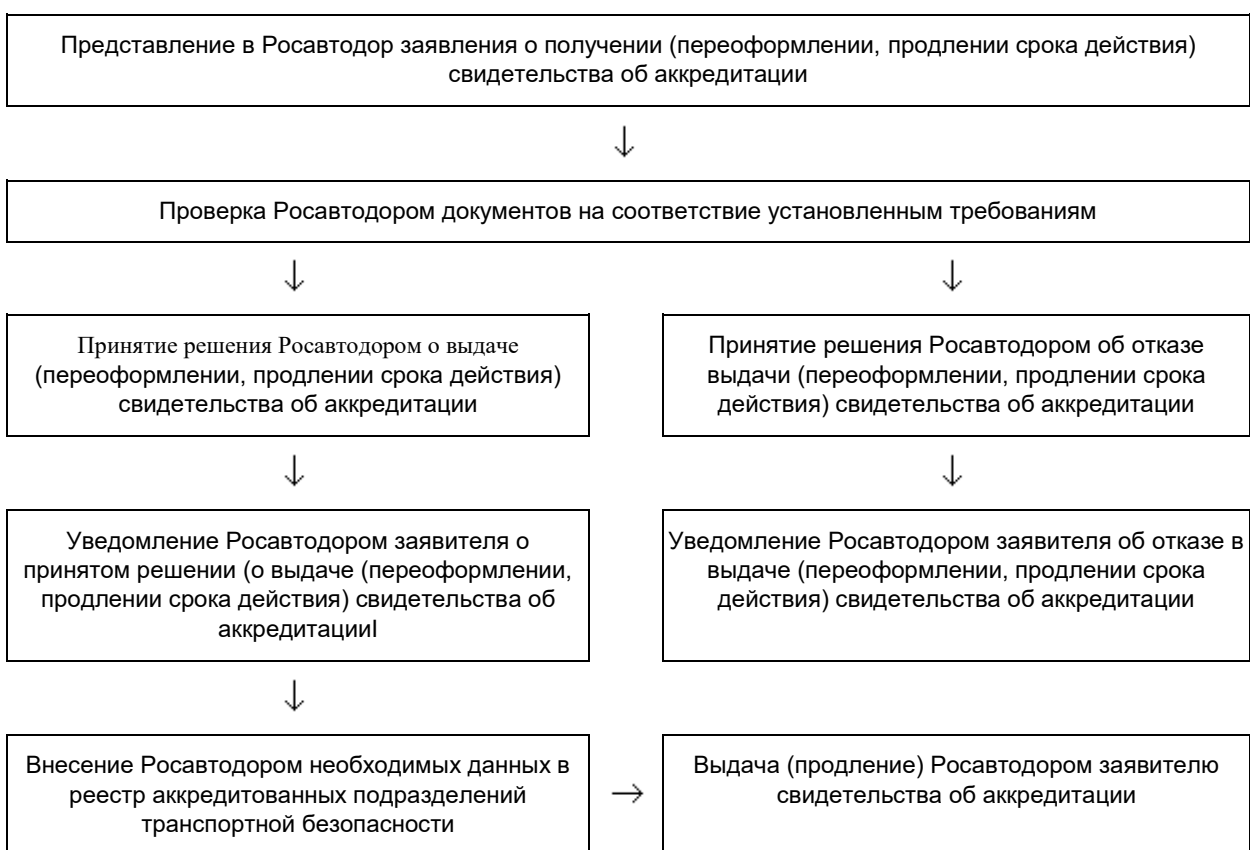 Представление в Росавтодор заявления о получении (переоформлении, продлении срока действия)
свидетельства об аккредитации
↓
Проверка Росавтодором документов на соответствие установленным требованиям
↓ ↓
Принятие решения Росавтодором о выдаче
(переоформлении, продлении срока действия)
свидетельства об аккредитации
Принятие решения Росавтодором об отказе
выдачи (переоформлении, продлении срока
действия) свидетельства об аккредитации
↓ ↓
Уведомление Росавтодором заявителя о
принятом решении (о выдаче (переоформлении,
продлении срока действия) свидетельства об
аккредитацииI
Уведомление Росавтодором заявителя об отказе в
выдаче (переоформлении, продлении срока
действия) свидетельства об аккредитации
↓
Внесение Росавтодором необходимых данных в
реестр аккредитованных подразделений
транспортной безопасности
→
Выдача (продление) Росавтодором заявителю
свидетельства об аккредитации